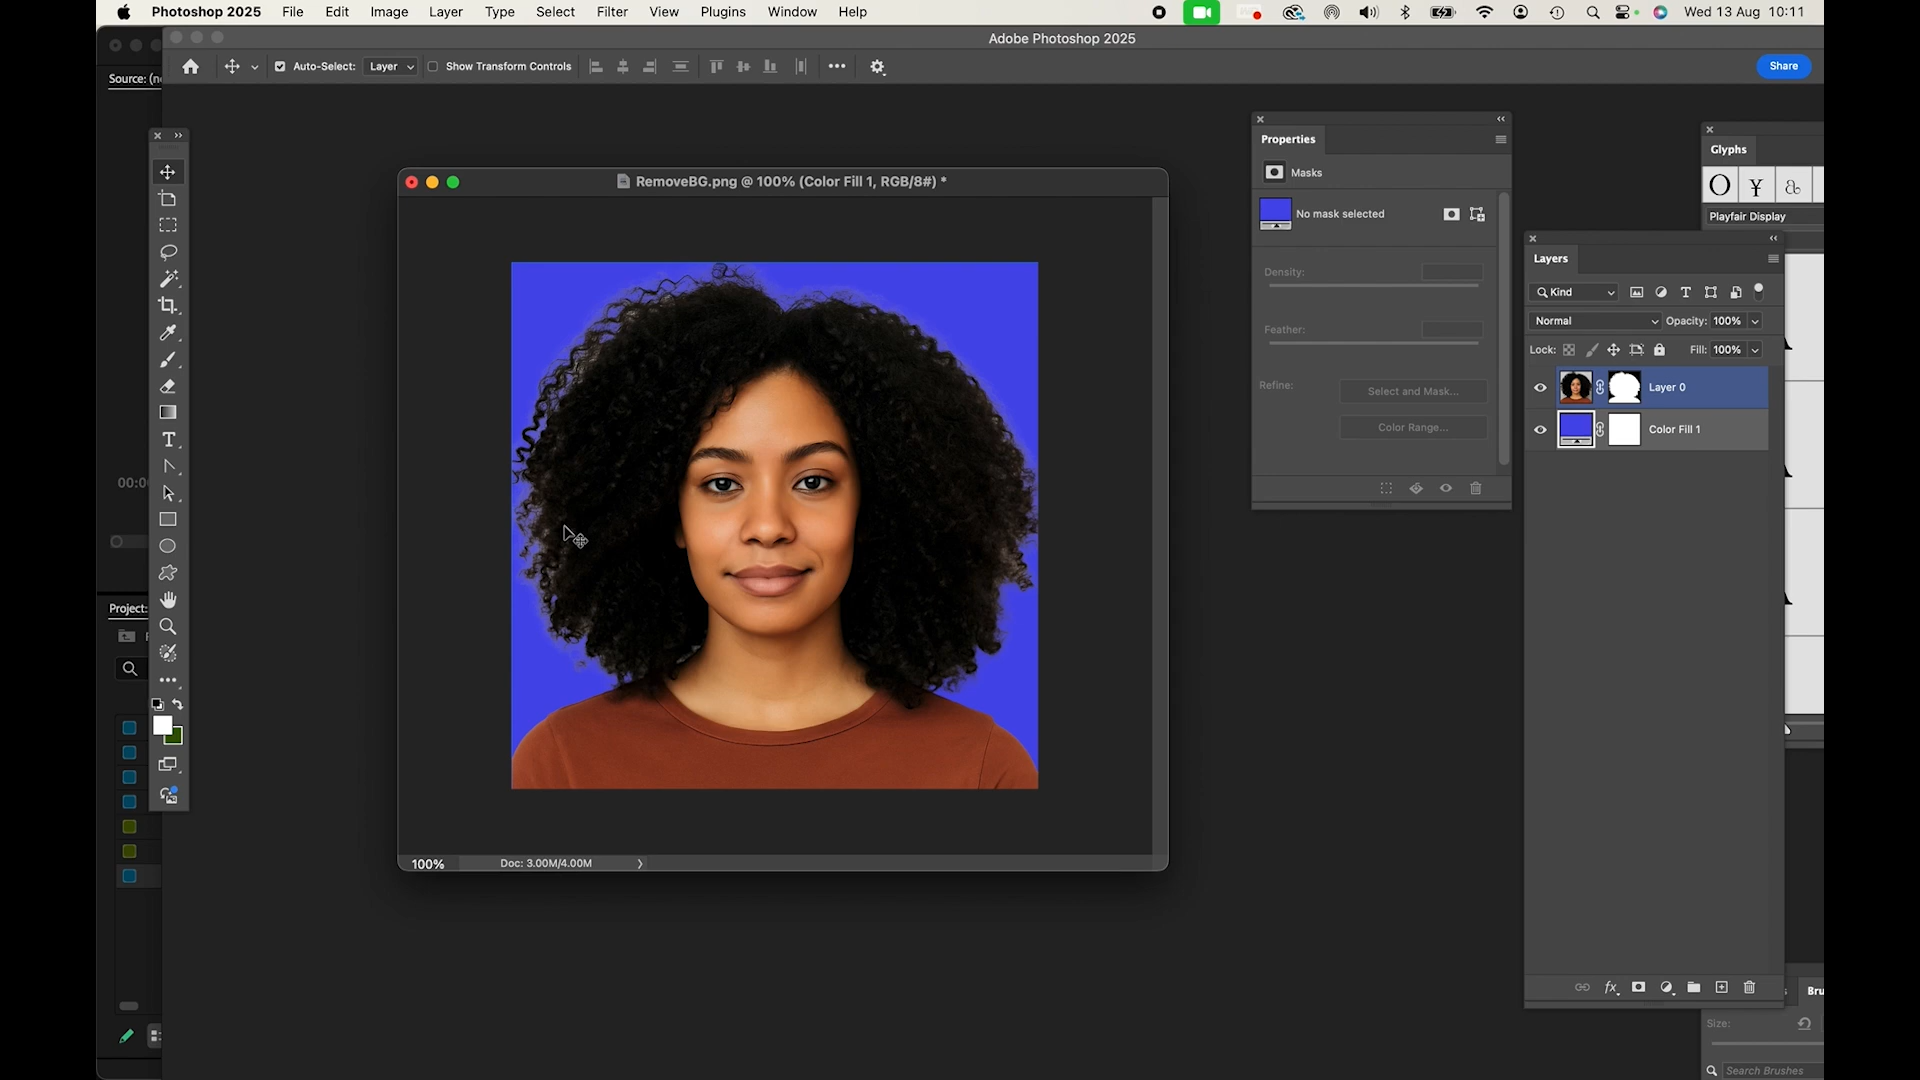 Photoshop 2025 File Edit Image Layer Type Select Filter View Plugins Window Help Wed 13 Aug 10:11
Adobe Photoshop 2025
Auto-Select: Layer Show Transform Controls Share
Source:
RemoveBG.png @ 100% (Color Fill 1, RGB/8#) *
Properties
Masks
No mask selected
Density:
Feather:
Refine:
Select and Mask...
Color Range...
Glyphs
O ¥ a
Playfair Display
Layers
Kind
Normal Opacity: 100%
Lock: Fill: 100%
Layer 0
Color Fill 1
00:0
Project:
100% Doc: 3.00M/4.00M
fx
Bru
Size:
Search Brushes